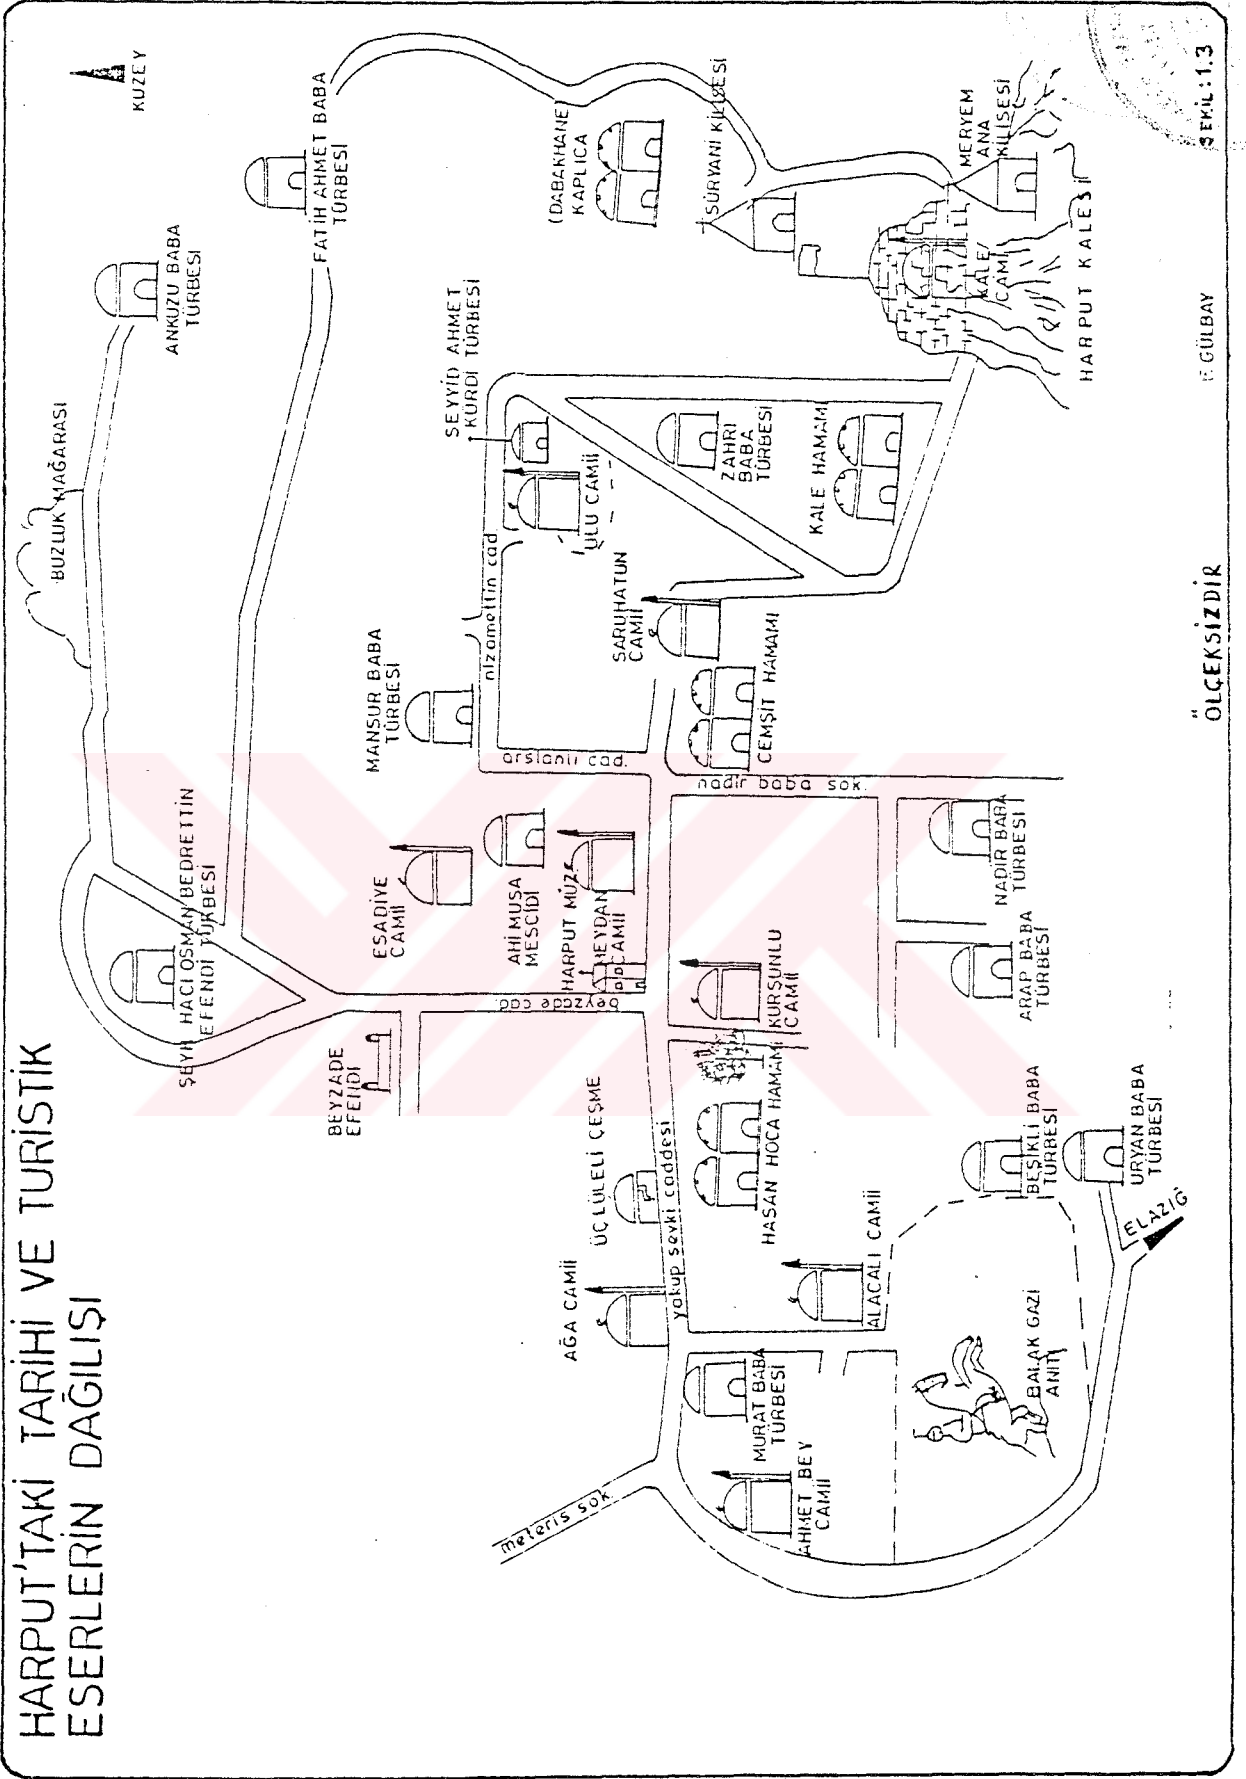 HARPUT'TAKİ TARİHİ VE TURİSTİK
ESERLERİN DAĞILIŞI
KUZEY
BUZLUK MAĞARASI
ANKUZU BABA
TÜRBESİ
FATİH AHMET BABA
TÜRBESİ
ŞEYH HACI OSMAN BEDRETTİN
EFENDİ TÜRBESİ
BEYZADE
EFENDİ
MANSUR BABA
TÜRBESİ
ESADİYE
CAMİİ
AHİ MUSA
MESCİDİ
HARPUT MÜZ.
MEYDAN
CAMİİ
beyzade cad.
nizamettin cad
arslanlı cad.
nadir baba sok.
SEYYİD AHMET
KÜRDİ TÜRBESİ
ULU CAMİİ
(DABAKHANE)
KAPLICA
SÜRYANİ KİLİSESİ
MERYEM
ANA
KİLİSESİ
KALE
CAMİ
HARPUT KALESİ
ZAHRİ
BABA
TÜRBESİ
KALE HAMAMI
SARUHATUN
CAMİİ
CEMŞİT HAMAMI
NADİR BABA
TÜRBESİ
ARAP BABA
TÜRBESİ
KURŞUNLU
CAMİİ
HASAN HOCA HAMAMI
ÜÇ LÜLELİ ÇEŞME
yakup şevki caddesi
AĞA CAMİİ
ALACALI CAMİİ
BEŞİKLİ BABA
TÜRBESİ
URYAN BABA
TÜRBESİ
ELAZIĞ
BALAK GAZİ
ANITI
MURAT BABA
TÜRBESİ
AHMET BEY
CAMİİ
meteris sok.
ÖLÇEKSİZDİR
GÜLBAY
ŞEKİL: 1.3